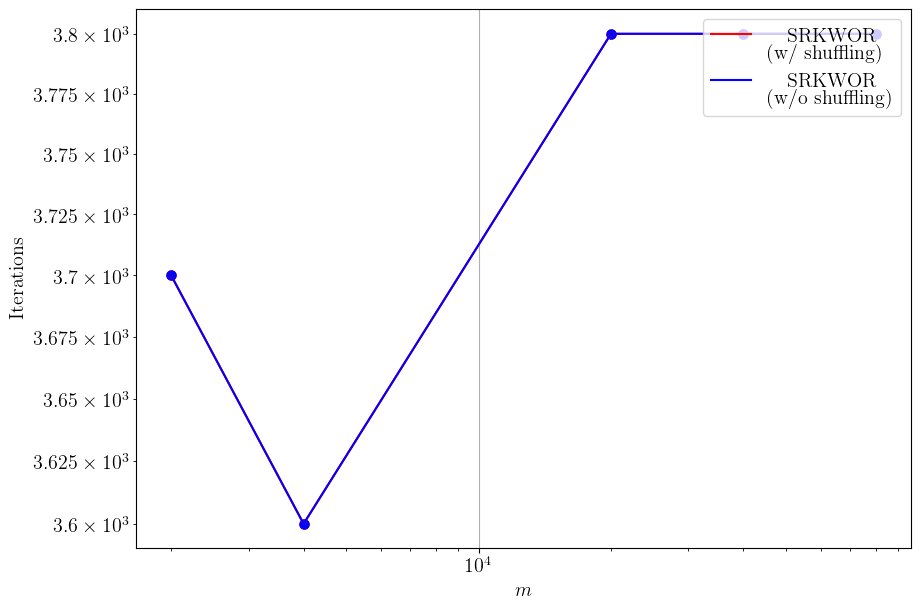 3.8 × 10³
3.775 × 10³
3.75 × 10³
3.725 × 10³
3.7 × 10³
3.675 × 10³
3.65 × 10³
3.625 × 10³
3.6 × 10³
Iterations
10⁴
m
SRKWOR
(w/ shuffling)
SRKWOR
(w/o shuffling)